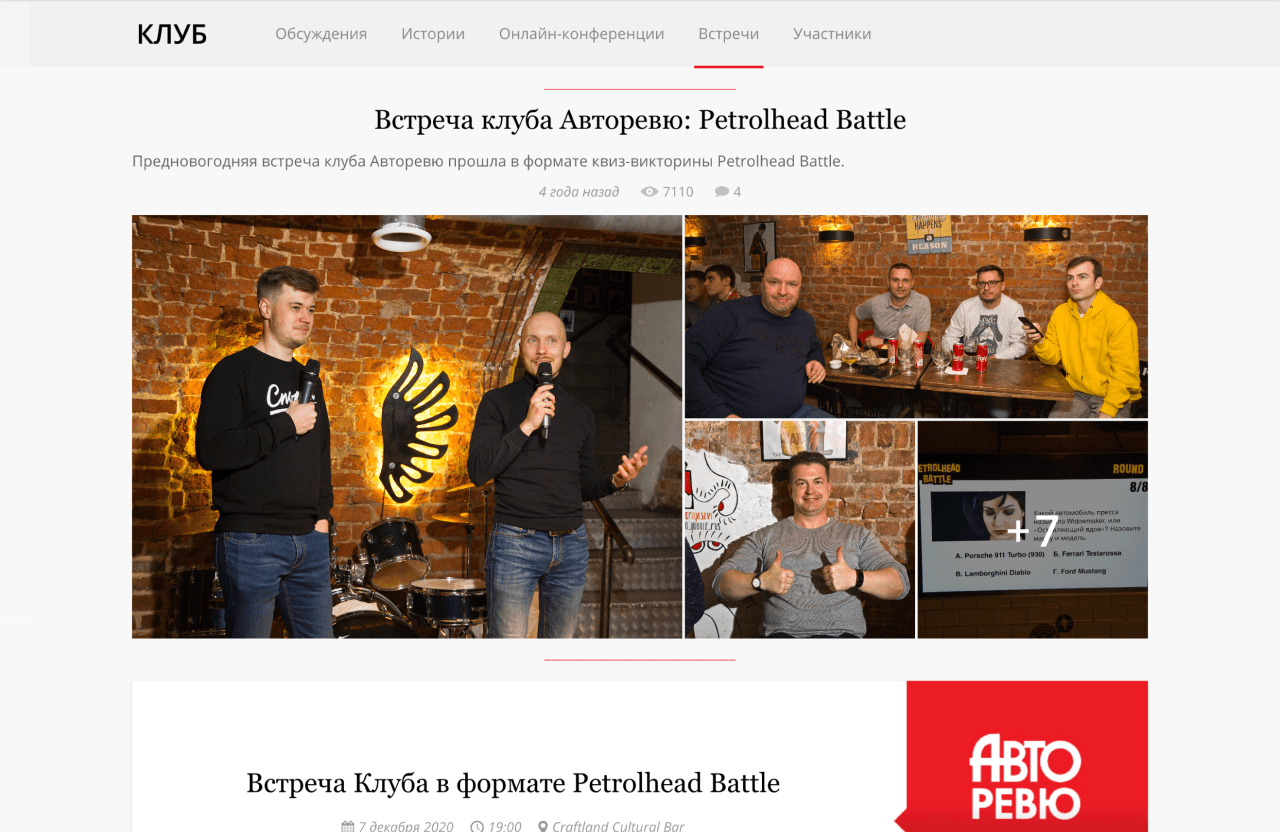 КЛУБ
Обсуждения
Истории
Онлайн-конференции
Встречи
Участники
Встреча клуба Авторевю: Petrolhead Battle
Предновогодняя встреча клуба Авторевю прошла в формате квиз-викторины Petrolhead Battle.
4 года назад 7110 4
HAPPENS
REASON
PETROLHEAD
BATTLE
ROUND
8/8
Какой автомобиль пресса
Widowmaker, или
вдов»? Назовите
и модель.
+ 7
А. Porsche 911 Turbo (930) Б. Ferrari Testarossa
В. Lamborghini Diablo Г. Ford Mustang
АВТО
РЕВЮ
Встреча Клуба в формате Petrolhead Battle
7 декабря 2020 19:00 Craftland Cultural Bar